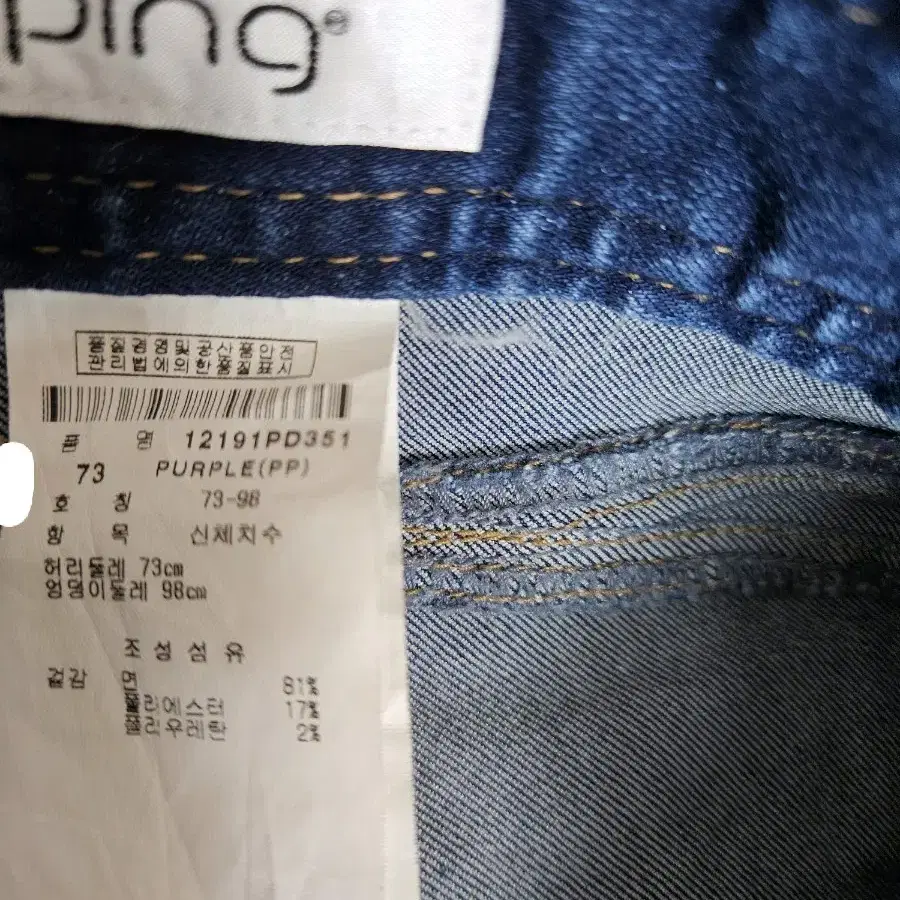 pping®
품질경영및공산품안전
관리법에의한품질표시
품 명 12191PD351
73 PURPLE(PP)
호 칭 73-98
항 목 신체치수
허리둘레 73cm
엉덩이둘레 98cm
조성섬유
겉감 면 81%
폴리에스터 17%
폴리우레탄 2%